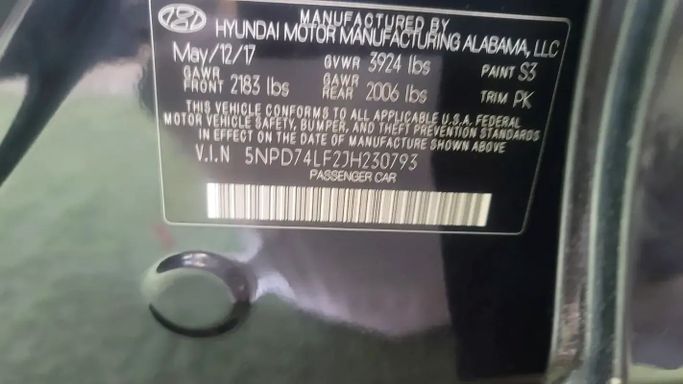 MANUFACTURED BY
HYUNDAI MOTOR MANUFACTURING ALABAMA, LLC
May/12/17 GVWR 3924 lbs PAINT S3
GAWR FRONT 2183 lbs GAWR REAR 2006 lbs TRIM PK
THIS VEHICLE CONFORMS TO ALL APPLICABLE U.S.A. FEDERAL
MOTOR VEHICLE SAFETY, BUMPER, AND THEFT PREVENTION STANDARDS
IN EFFECT ON THE DATE OF MANUFACTURE SHOWN ABOVE
V.I.N 5NPD74LF2JH230793
PASSENGER CAR